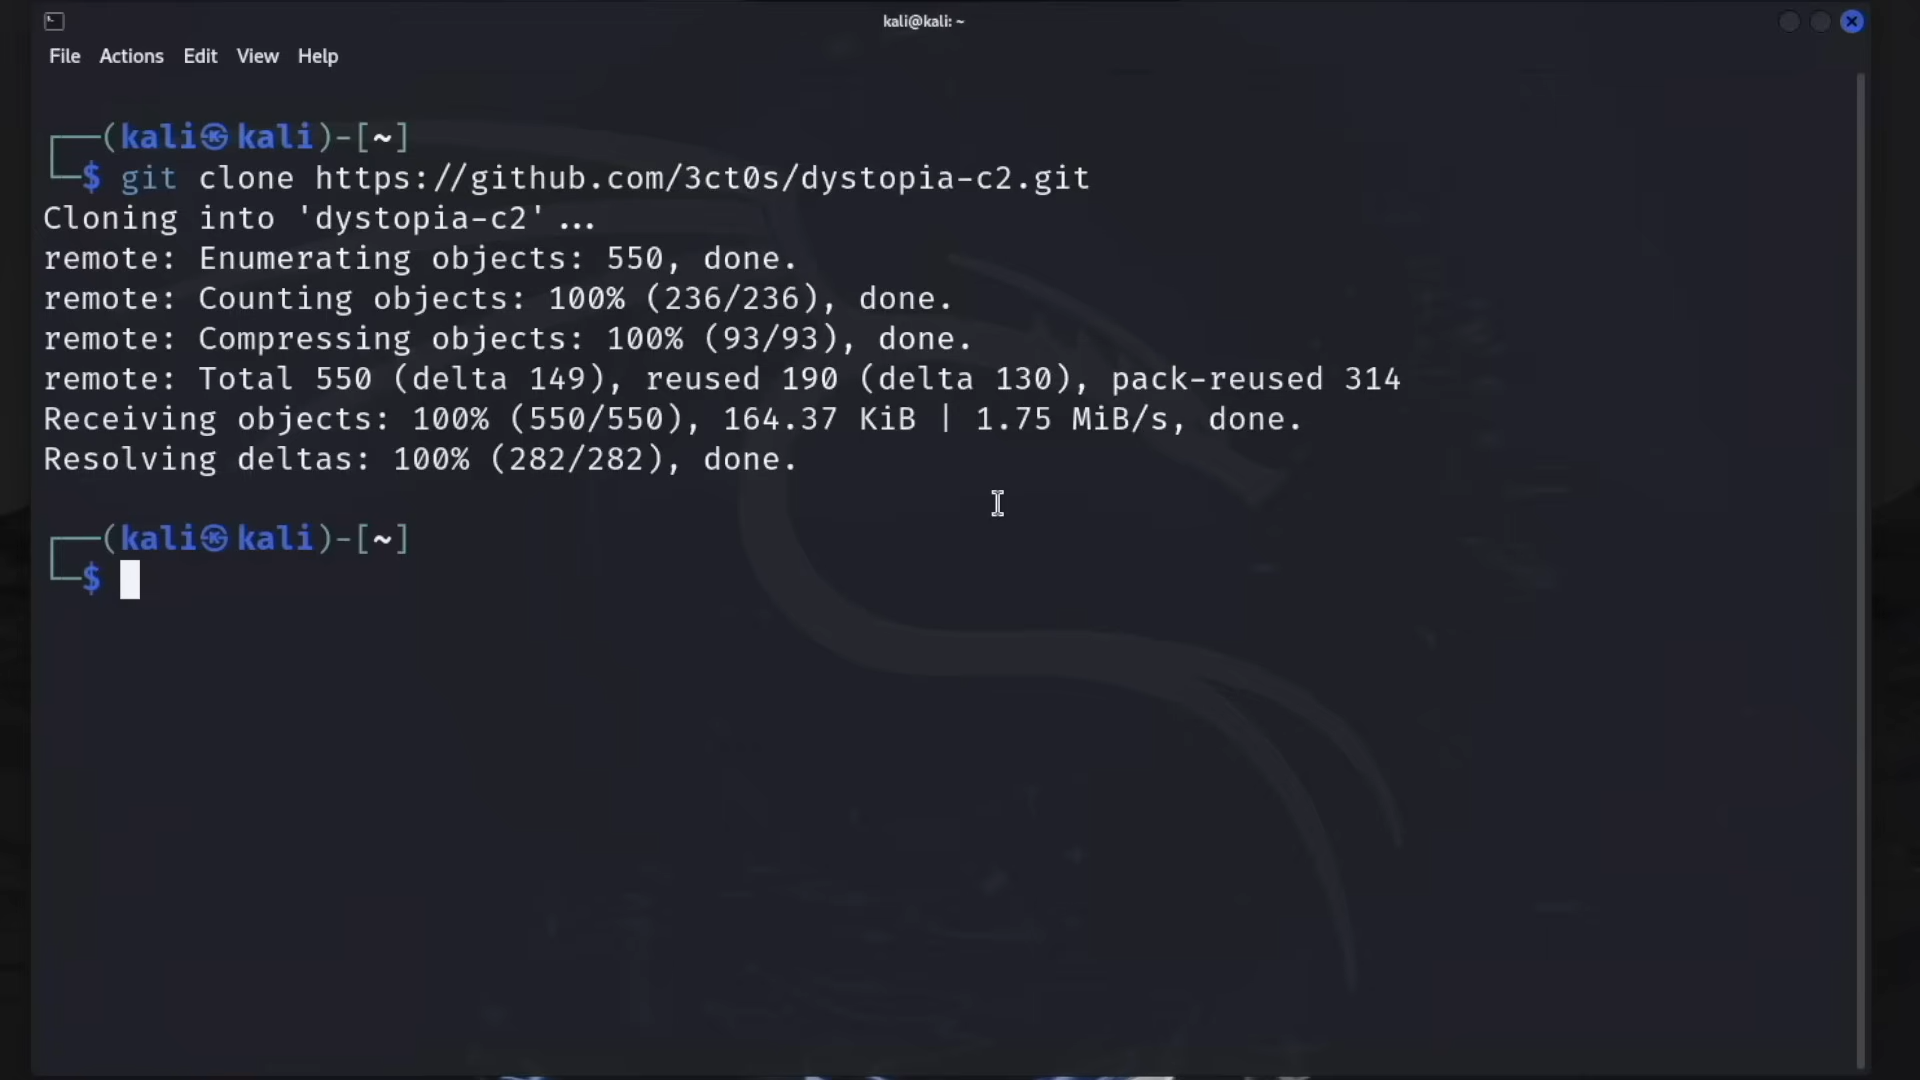 kali@kali: ~
File Actions Edit View Help
┌──(kali㉿kali)-[~]
└─$ git clone https://github.com/3ct0s/dystopia-c2.git
Cloning into 'dystopia-c2'...
remote: Enumerating objects: 550, done.
remote: Counting objects: 100% (236/236), done.
remote: Compressing objects: 100% (93/93), done.
remote: Total 550 (delta 149), reused 190 (delta 130), pack-reused 314
Receiving objects: 100% (550/550), 164.37 KiB | 1.75 MiB/s, done.
Resolving deltas: 100% (282/282), done.
┌──(kali㉿kali)-[~]
└─$